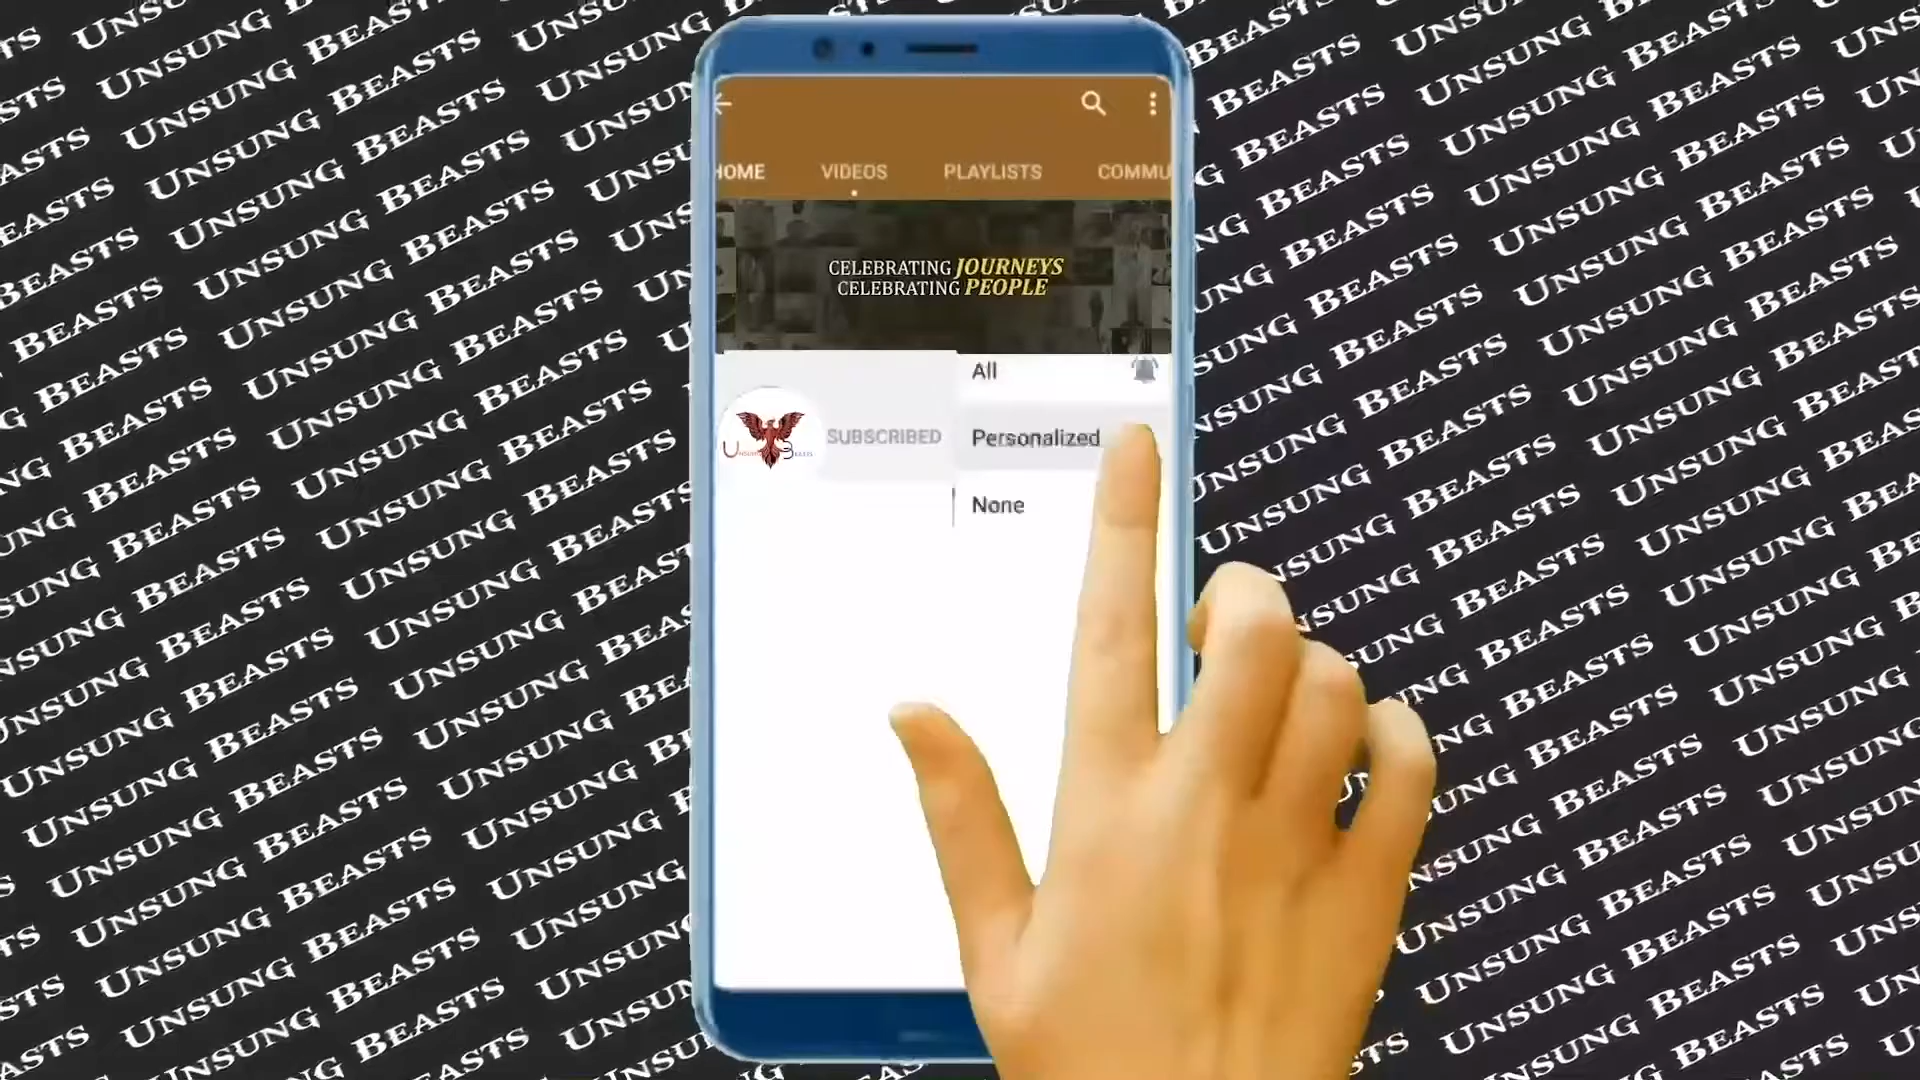 HOME VIDEOS PLAYLISTS COMMU
CELEBRATING JOURNEYS
CELEBRATING PEOPLE
All
SUBSCRIBED
Personalized
None
UNSUNG BEASTS